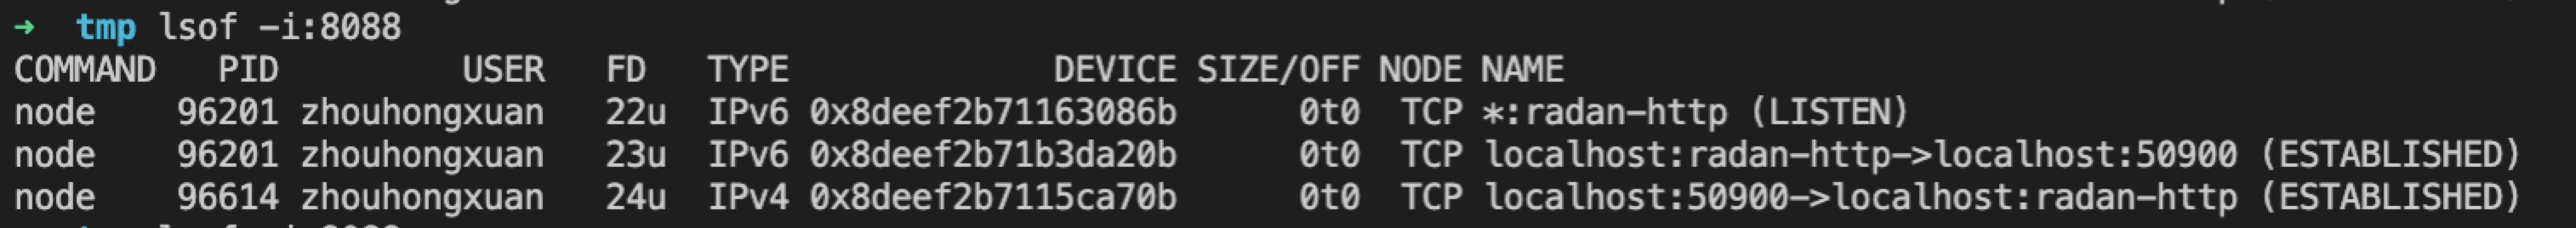 ➜ tmp lsof -i:8088
COMMAND PID USER FD TYPE DEVICE SIZE/OFF NODE NAME
node 96201 zhouhongxuan 22u IPv6 0x8deef2b71163086b 0t0 TCP *:radan-http (LISTEN)
node 96201 zhouhongxuan 23u IPv6 0x8deef2b71b3da20b 0t0 TCP localhost:radan-http->localhost:50900 (ESTABLISHED)
node 96614 zhouhongxuan 24u IPv4 0x8deef2b7115ca70b 0t0 TCP localhost:50900->localhost:radan-http (ESTABLISHED)